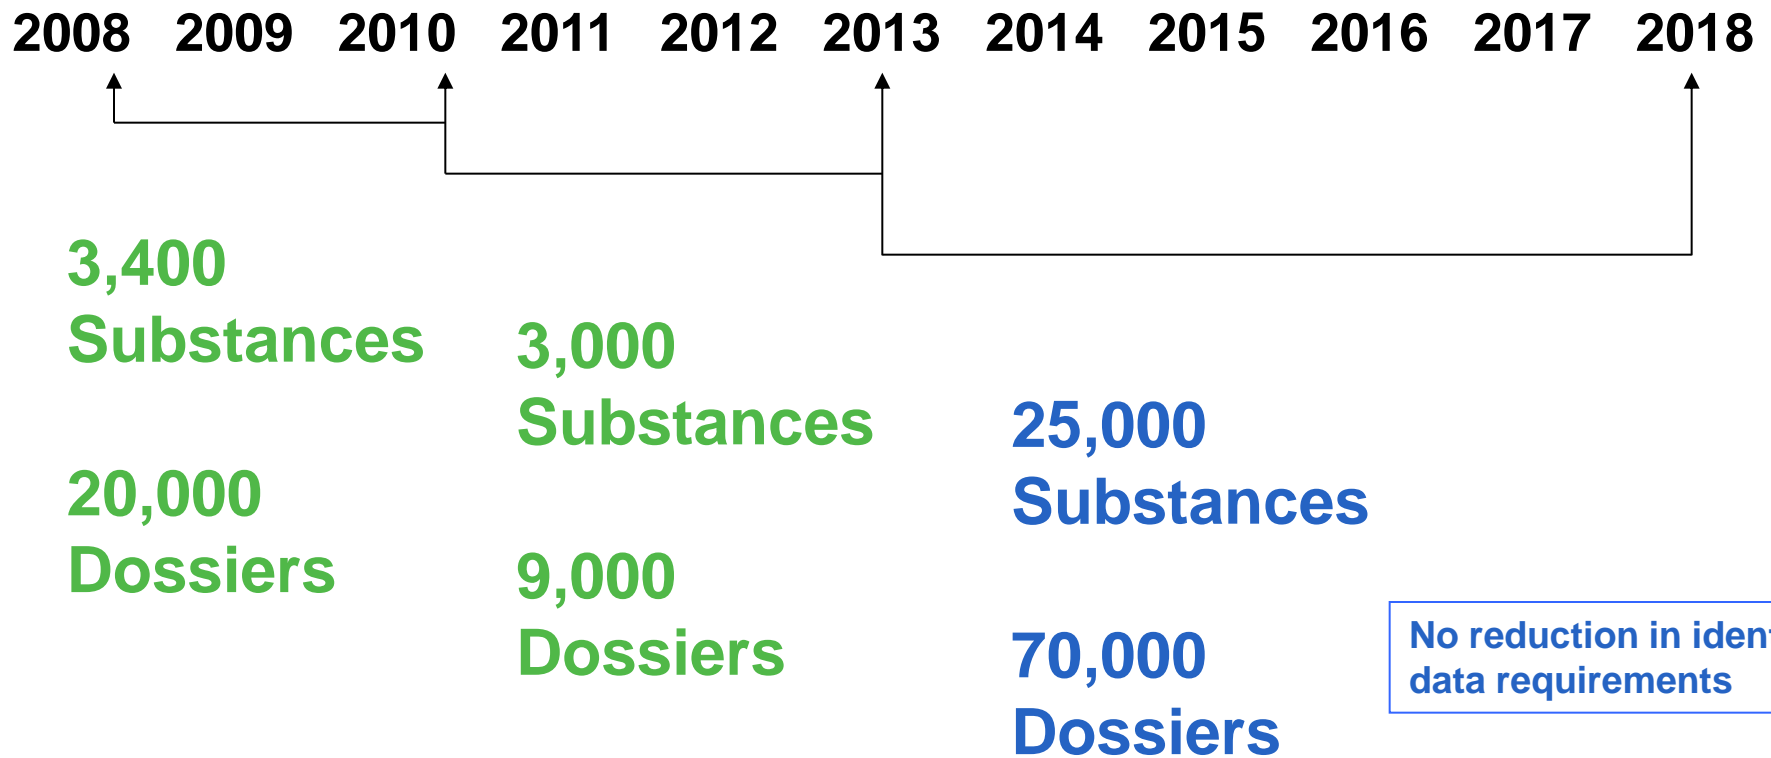 2008 2009 2010 2011 2012 2013 2014 2015 2016 2017 2018
3,400
Substances
20,000
Dossiers
3,000
Substances
9,000
Dossiers
25,000
Substances
70,000
Dossiers
No reduction in
data requirements